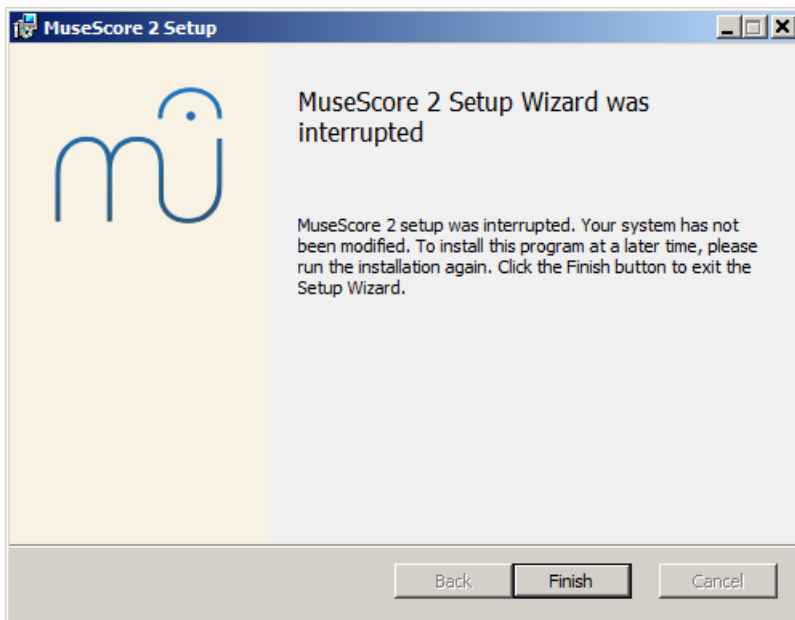 MuseScore 2 Setup
MuseScore 2 Setup Wizard was
interrupted
MuseScore 2 setup was interrupted. Your system has not
been modified. To install this program at a later time, please
run the installation again. Click the Finish button to exit the
Setup Wizard.
Back
Finish
Cancel